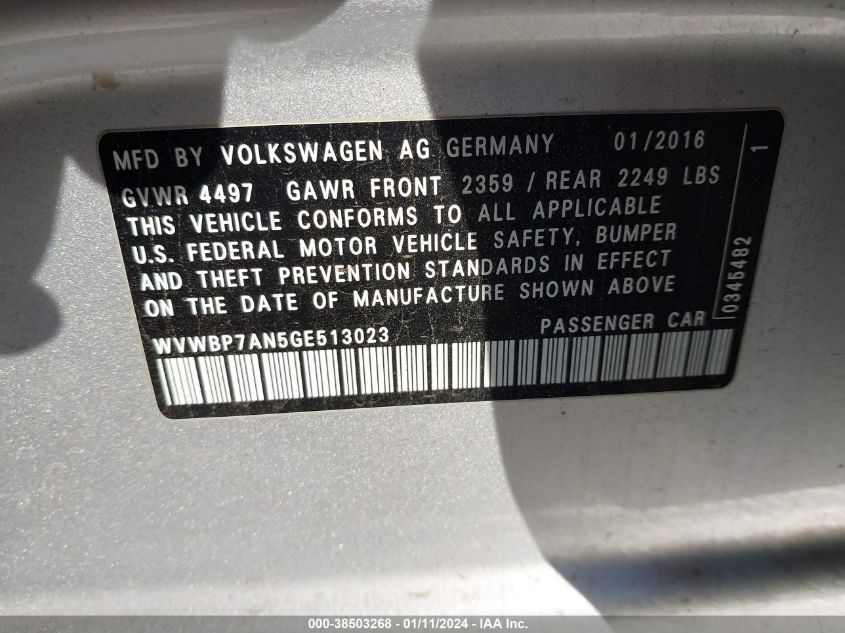 MFD BY VOLKSWAGEN AG GERMANY 01/2016
GVWR 4497 GAWR FRONT 2359 / REAR 2249 LBS
THIS VEHICLE CONFORMS TO ALL APPLICABLE
U.S. FEDERAL MOTOR VEHICLE SAFETY, BUMPER
AND THEFT PREVENTION STANDARDS IN EFFECT
ON THE DATE OF MANUFACTURE SHOWN ABOVE
WVWBP7AN5GE513023 PASSENGER CAR
0345482 1
000-38503268 - 01/11/2024 - IAA Inc.